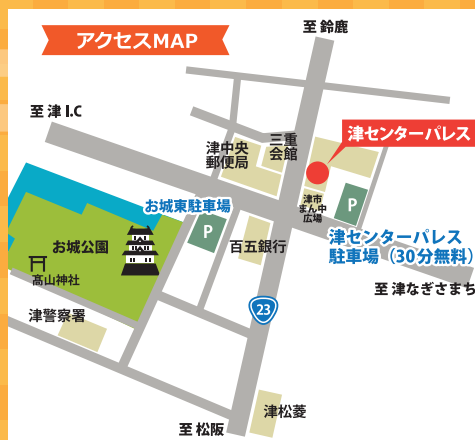 アクセスMAP
至 鈴鹿
至 津 I.C
津センターパレス
三重
会館
津中央
郵便局
お城東駐車場
P
P
津市
まん中
広場
津センターパレス
駐車場（30分無料）
お城公園
百五銀行
至 津なぎさまち
髙山神社
津警察署
23
津松菱
至 松阪